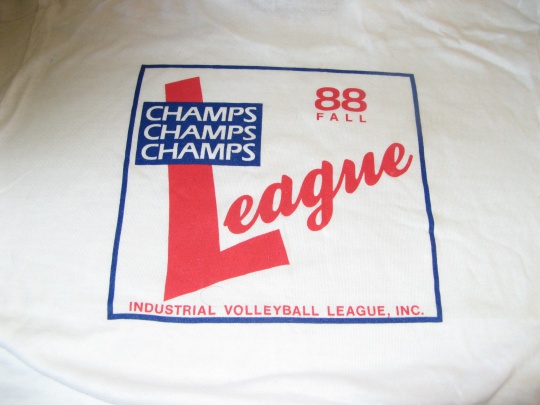 88
FALL
CHAMPS
CHAMPS
CHAMPS
League
INDUSTRIAL VOLLEYBALL LEAGUE, INC.